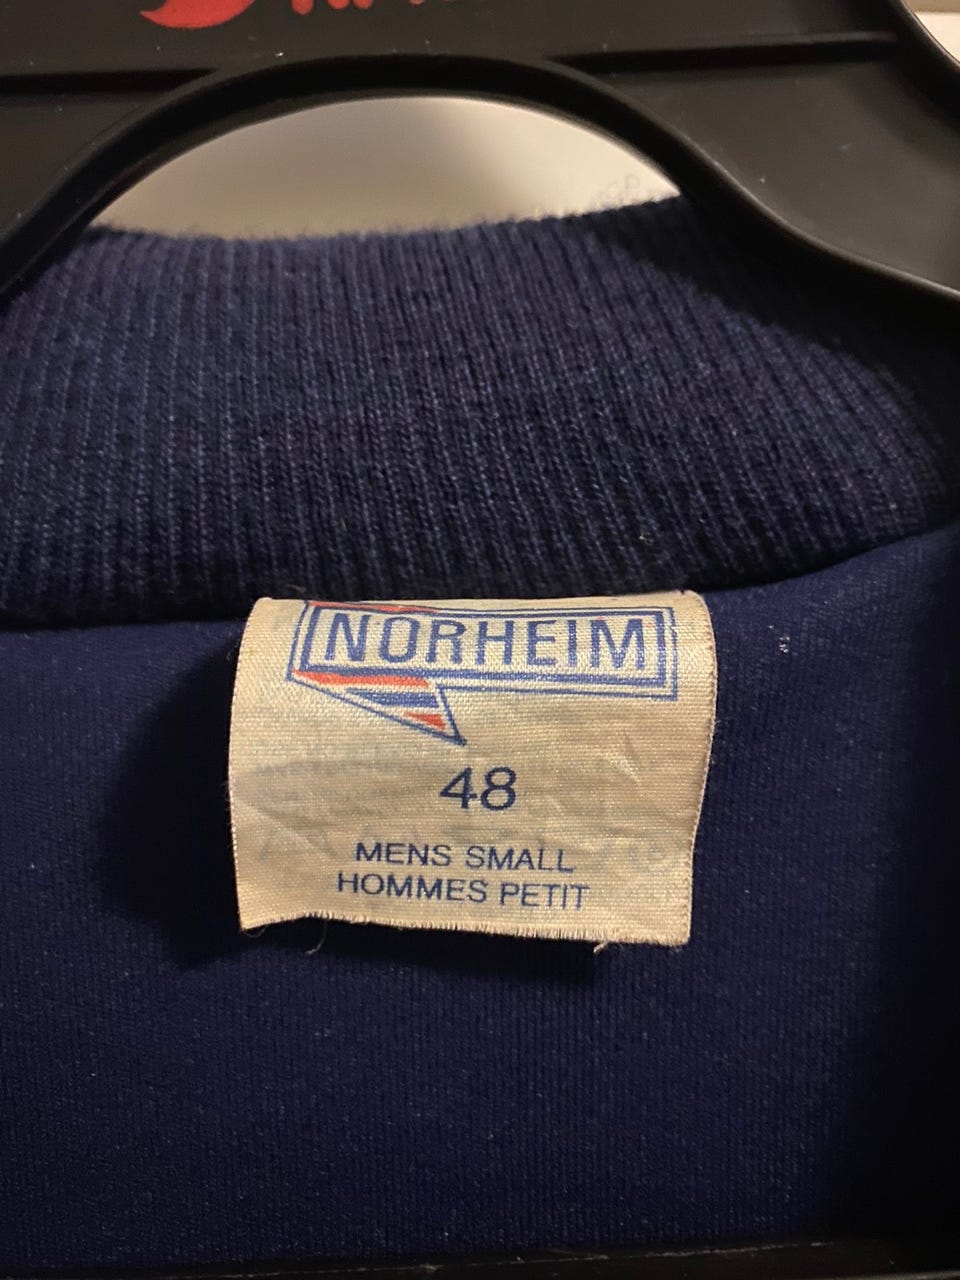 NORHEIM
48
MENS SMALL
HOMMES PETIT